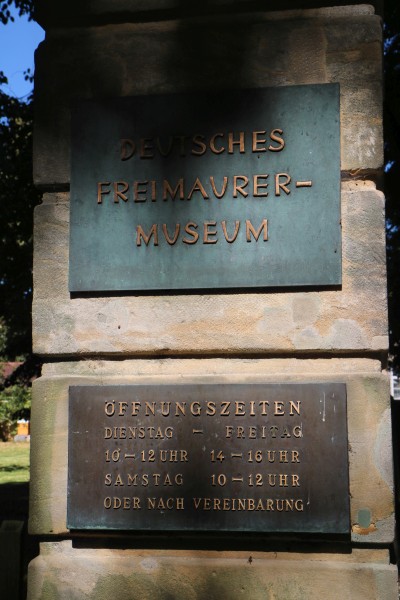 DEUTSCHES
FREIMAURER-
MUSEUM
ÖFFNUNGSZEITEN
DIENSTAG – FREITAG
10 – 12 UHR 14 – 16 UHR
SAMSTAG 10 – 12 UHR
ODER NACH VEREINBARUNG